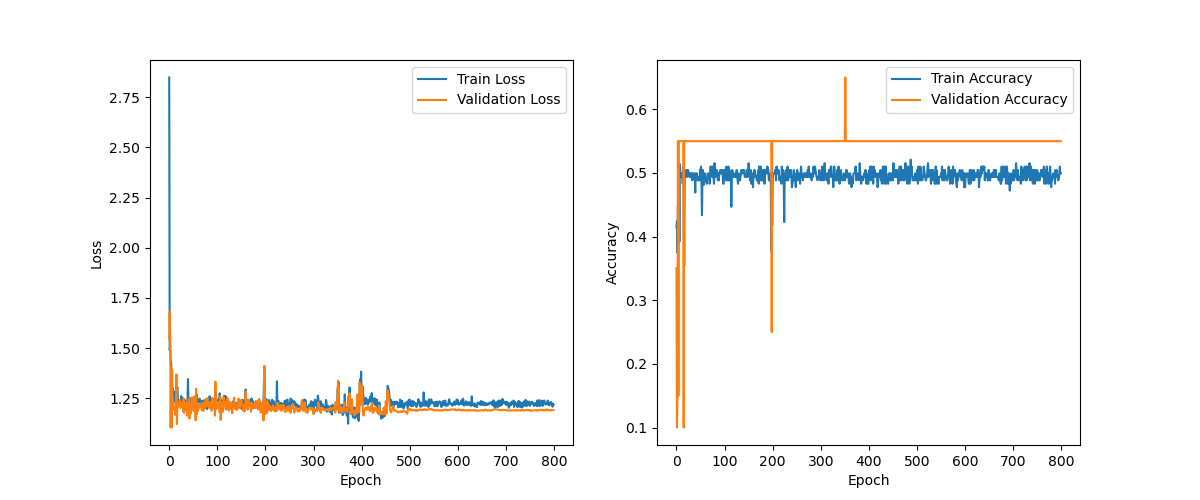 Train Loss
Validation Loss
2.75
2.50
2.25
2.00
1.75
1.50
1.25
Loss
0 100 200 300 400 500 600 700 800
Epoch
Train Accuracy
Validation Accuracy
0.6
0.5
0.4
0.3
0.2
0.1
Accuracy
0 100 200 300 400 500 600 700 800
Epoch